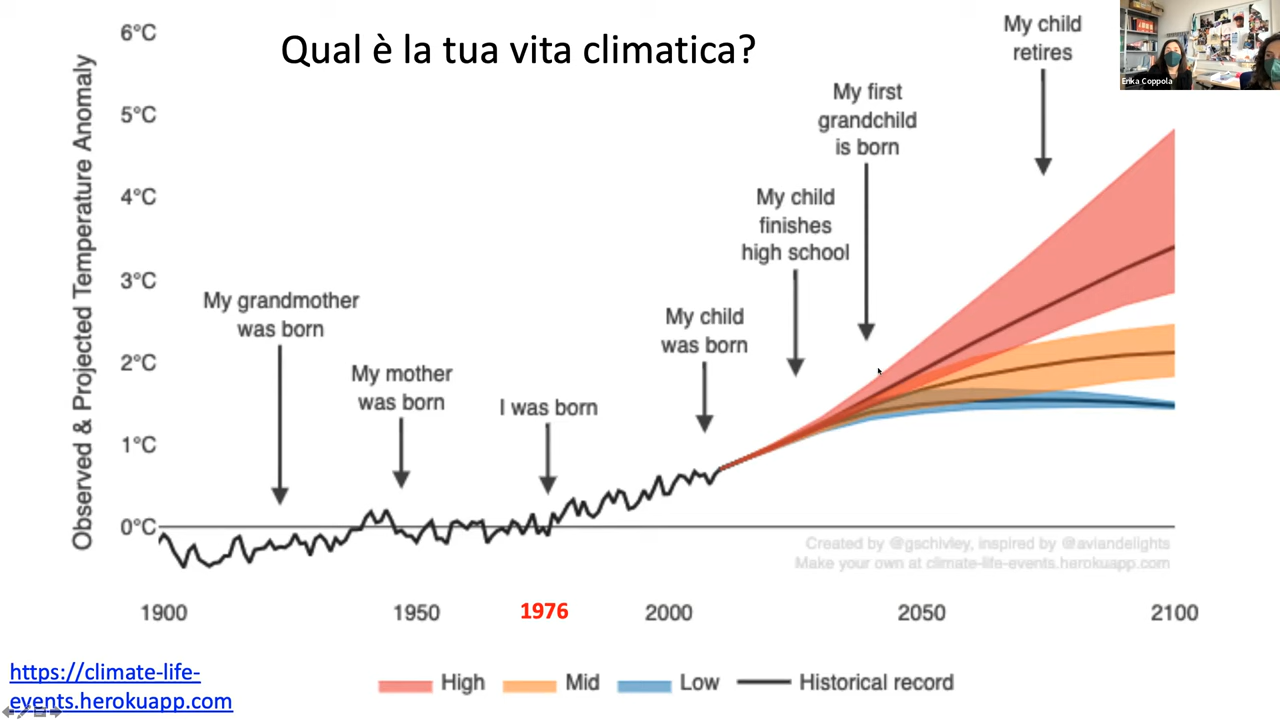 Qual è la tua vita climatica?
Erika Coppola
Observed & Projected Temperature Anomaly
6°C
5°C
4°C
3°C
2°C
1°C
0°C
My grandmother
was born
My mother
was born
I was born
My child
was born
My child
finishes
high school
My first
grandchild
is born
My child
retires
Created by @gschivley, inspired by @aviandelights
Make your own at climate-life-events.herokuapp.com
1900
1950
1976
2000
2050
2100
https://climate-life-
events.herokuapp.com
High
Mid
Low
Historical record